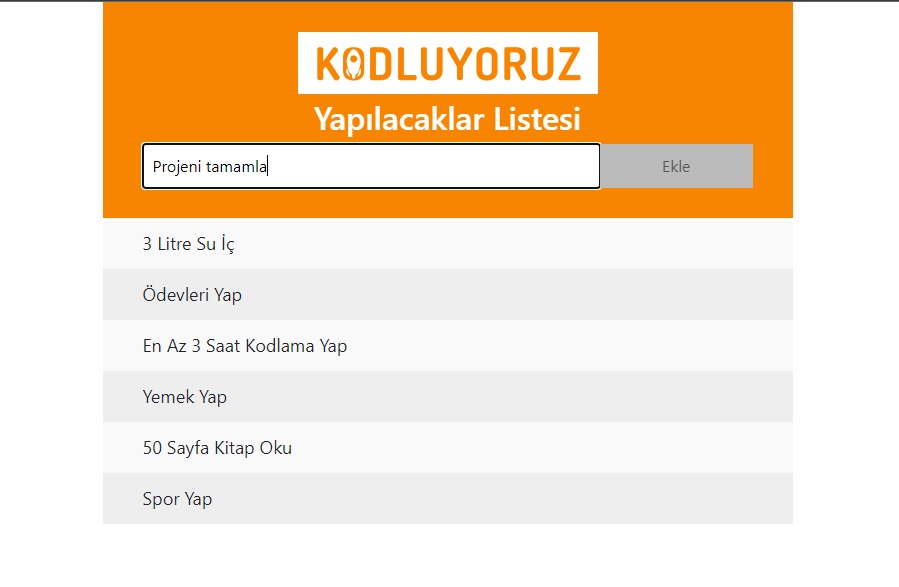 KODLUYORUZ
Yapılacaklar Listesi
Projeni tamamla
Ekle
3 Litre Su İç
Ödevleri Yap
En Az 3 Saat Kodlama Yap
Yemek Yap
50 Sayfa Kitap Oku
Spor Yap